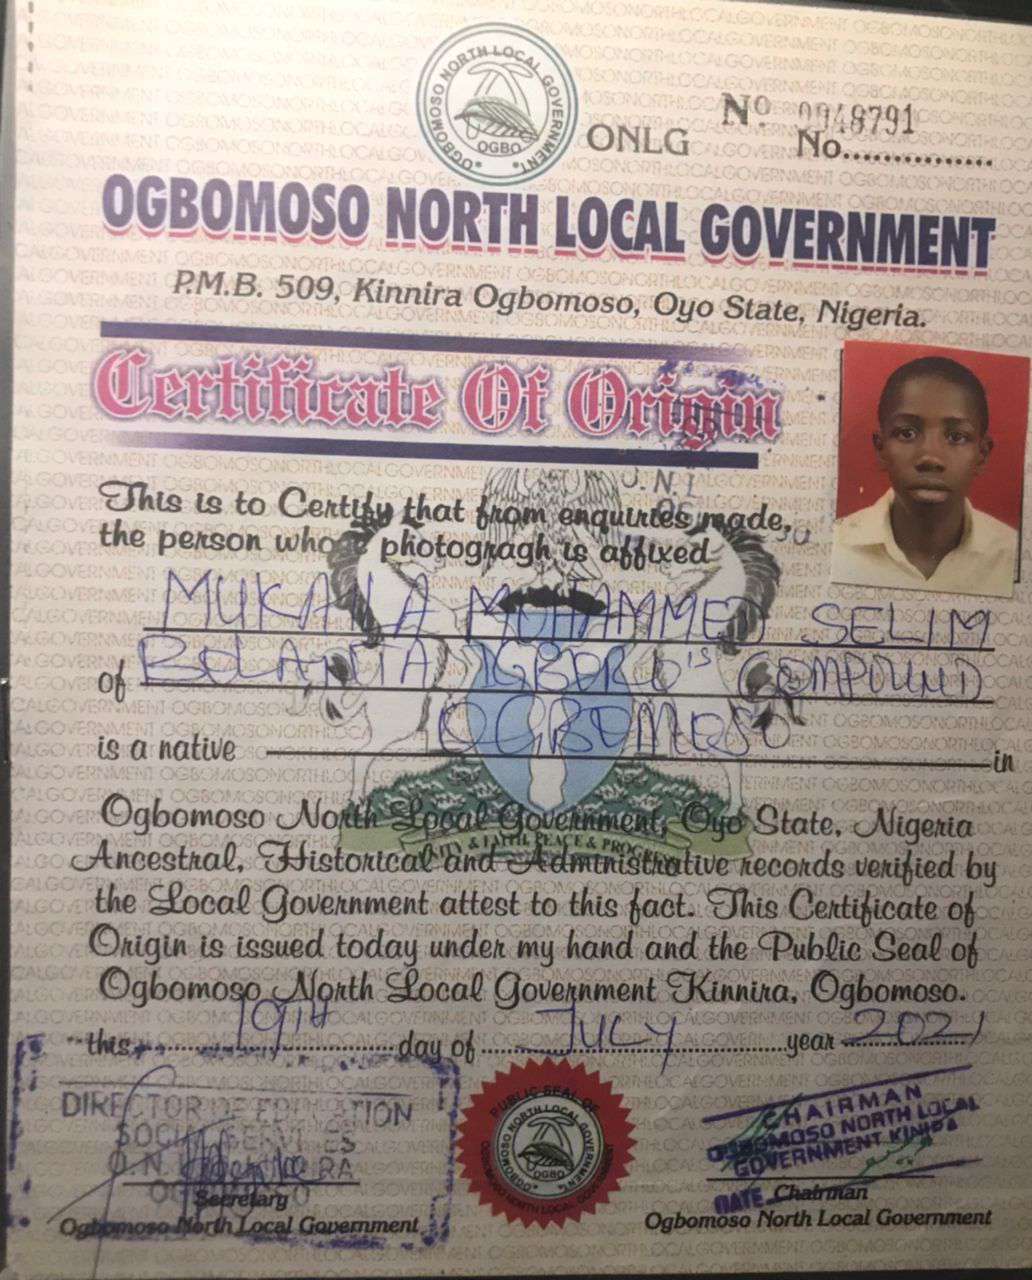 OGBOMOSO NORTH LOCAL GOVERNMENT
OGBO
ONLG
Nº 0948791
No...............
OGBOMOSO NORTH LOCAL GOVERNMENT
P.M.B. 509, Kinnira Ogbomoso, Oyo State, Nigeria.
Certificate Of Origin
This is to Certify that from enquiries made,
the person whose photogragh is affixed
MUKAILA MUHAMMED SELIM
of COMPOUND
is a native OGBOMOSO in
Ogbomoso North Local Government, Oyo State, Nigeria
Ancestral, Historical and Administrative records verified by
the Local Government attest to this fact. This Certificate of
Origin is issued today under my hand and the Public Seal of
Ogbomoso North Local Government Kinnira, Ogbomoso.
this 19th day of JULY year 2021
DIRECTOR OF EDUCATION
SOCIAL SERVICES
Secretary
Ogbomoso North Local Government
PUBLIC SEAL OF
OGBOMOSO NORTH LOCAL GOVERNMENT
OGBO
CHAIRMAN
OGBOMOSO NORTH LOCAL
GOVERNMENT KINIRA
DATE
Chairman
Ogbomoso North Local Government